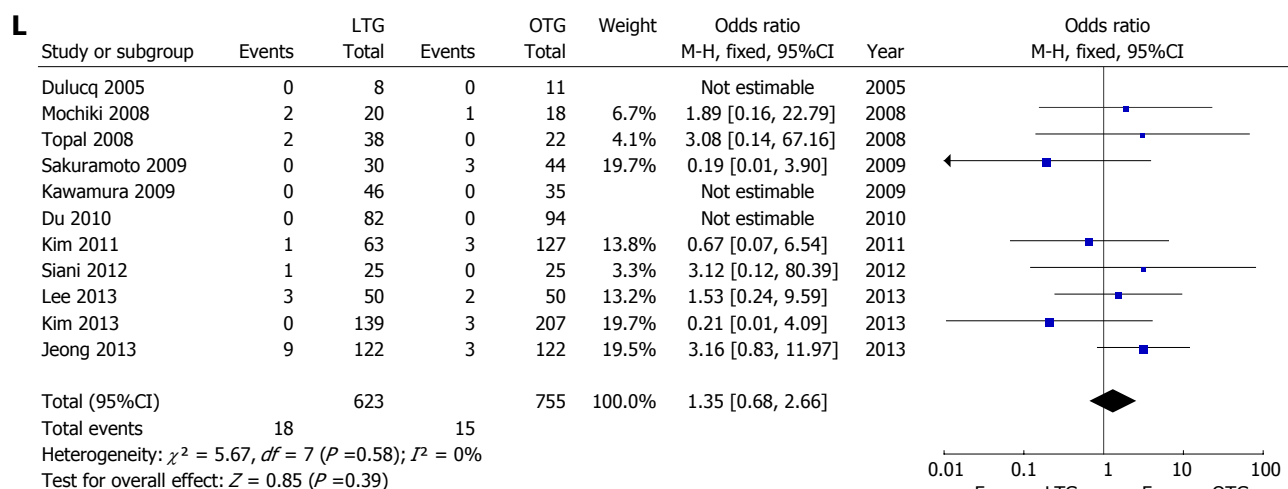 L
LTG OTG Weight Odds ratio Odds ratio
Study or subgroup Events Total Events Total M-H, fixed, 95%CI Year M-H, fixed, 95%CI
Dulucq 2005 0 8 0 11 Not estimable 2005
Mochiki 2008 2 20 1 18 6.7% 1.89 [0.16, 22.79] 2008
Topal 2008 2 38 0 22 4.1% 3.08 [0.14, 67.16] 2008
Sakuramoto 2009 0 30 3 44 19.7% 0.19 [0.01, 3.90] 2009
Kawamura 2009 0 46 0 35 Not estimable 2009
Du 2010 0 82 0 94 Not estimable 2010
Kim 2011 1 63 3 127 13.8% 0.67 [0.07, 6.54] 2011
Siani 2012 1 25 0 25 3.3% 3.12 [0.12, 80.39] 2012
Lee 2013 3 50 2 50 13.2% 1.53 [0.24, 9.59] 2013
Kim 2013 0 139 3 207 19.7% 0.21 [0.01, 4.09] 2013
Jeong 2013 9 122 3 122 19.5% 3.16 [0.83, 11.97] 2013
Total (95%CI) 623 755 100.0% 1.35 [0.68, 2.66]
Total events 18 15
Heterogeneity: χ² = 5.67, df = 7 (P =0.58); I² = 0%
Test for overall effect: Z = 0.85 (P =0.39)
0.01 0.1 1 10 100
LTG OTG